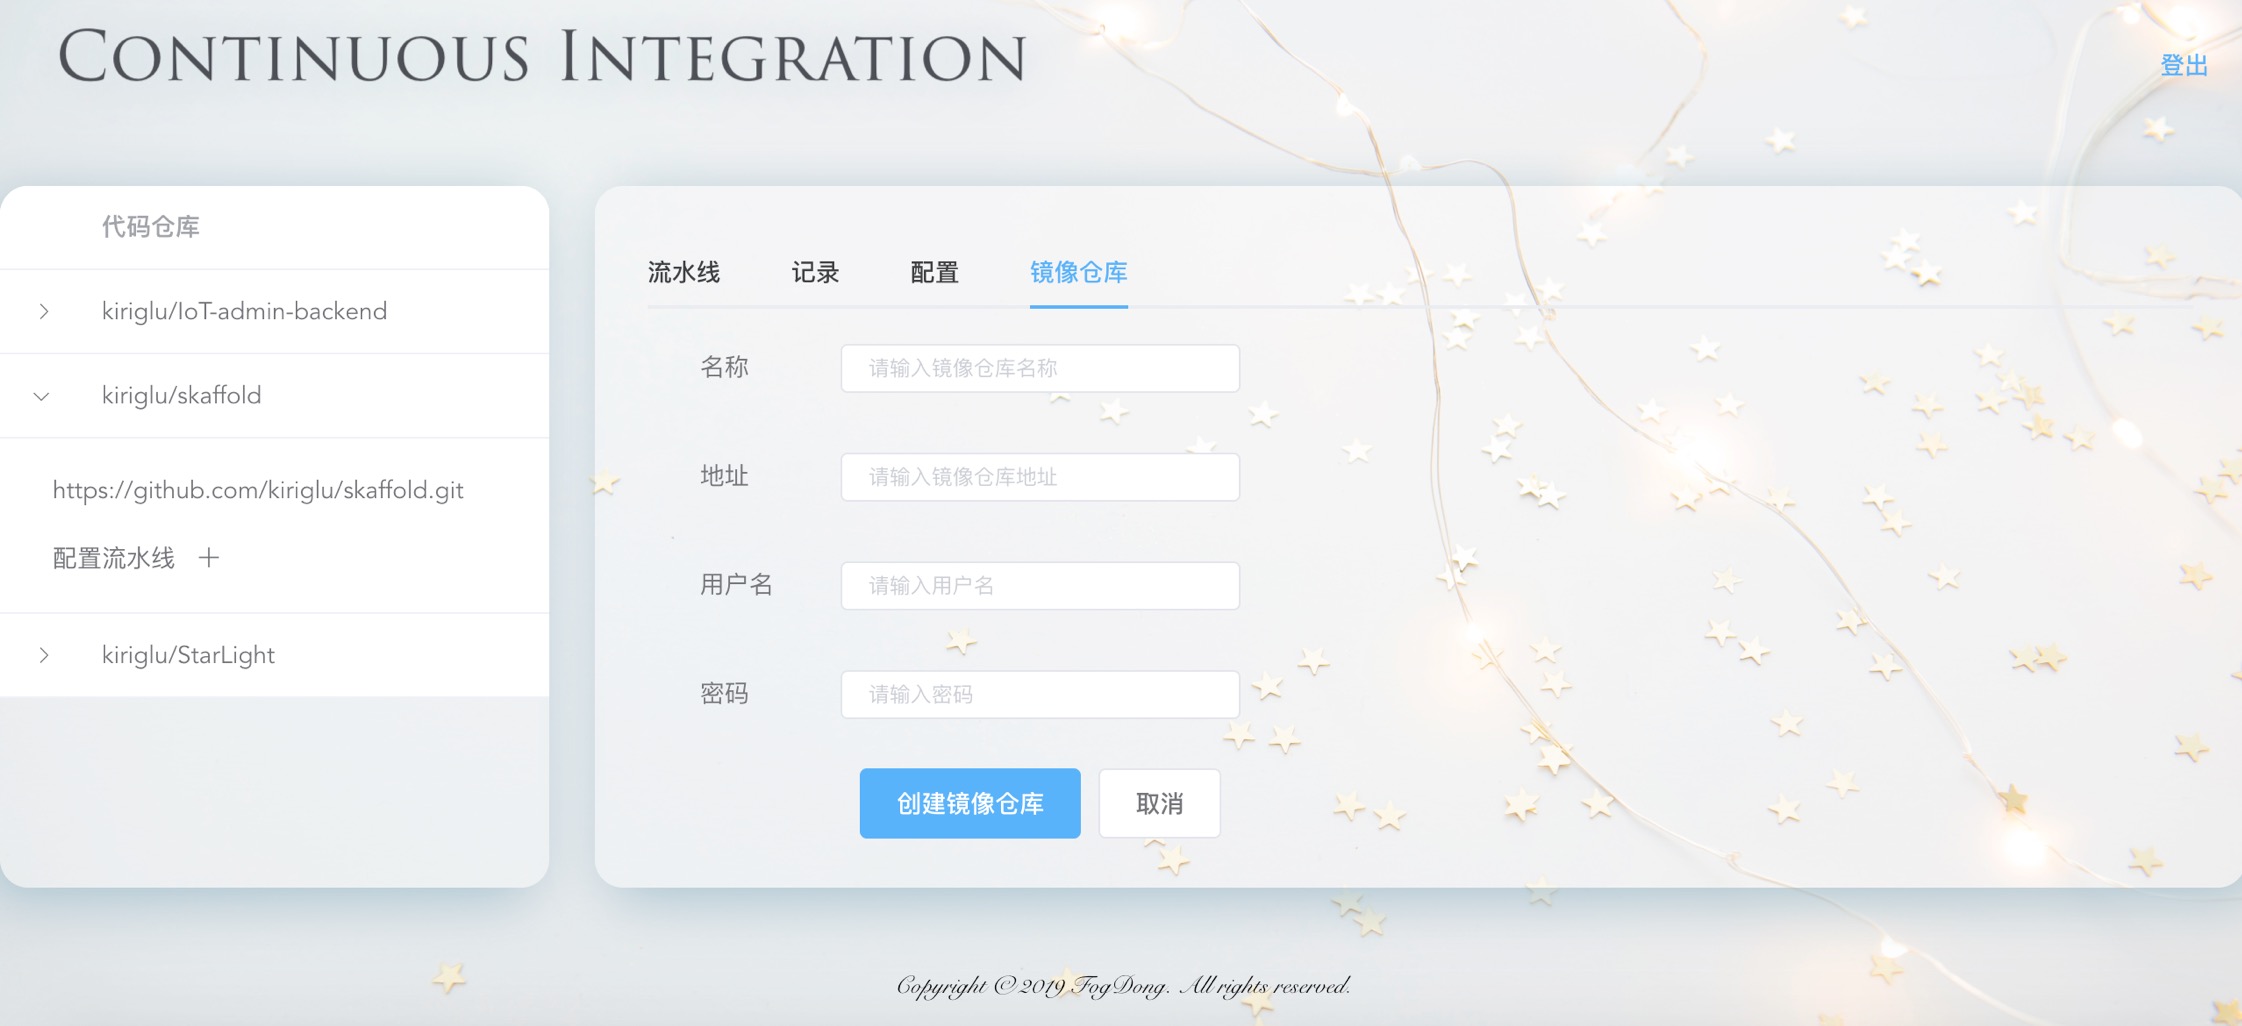 CONTINUOUS INTEGRATION
登出
代码仓库
kiriglu/IoT-admin-backend
kiriglu/skaffold
https://github.com/kiriglu/skaffold.git
配置流水线 +
kiriglu/StarLight
流水线 记录 配置 镜像仓库
名称 请输入镜像仓库名称
地址 请输入镜像仓库地址
用户名 请输入用户名
密码 请输入密码
创建镜像仓库 取消
Copyright ©2019 FogDong. All rights reserved.